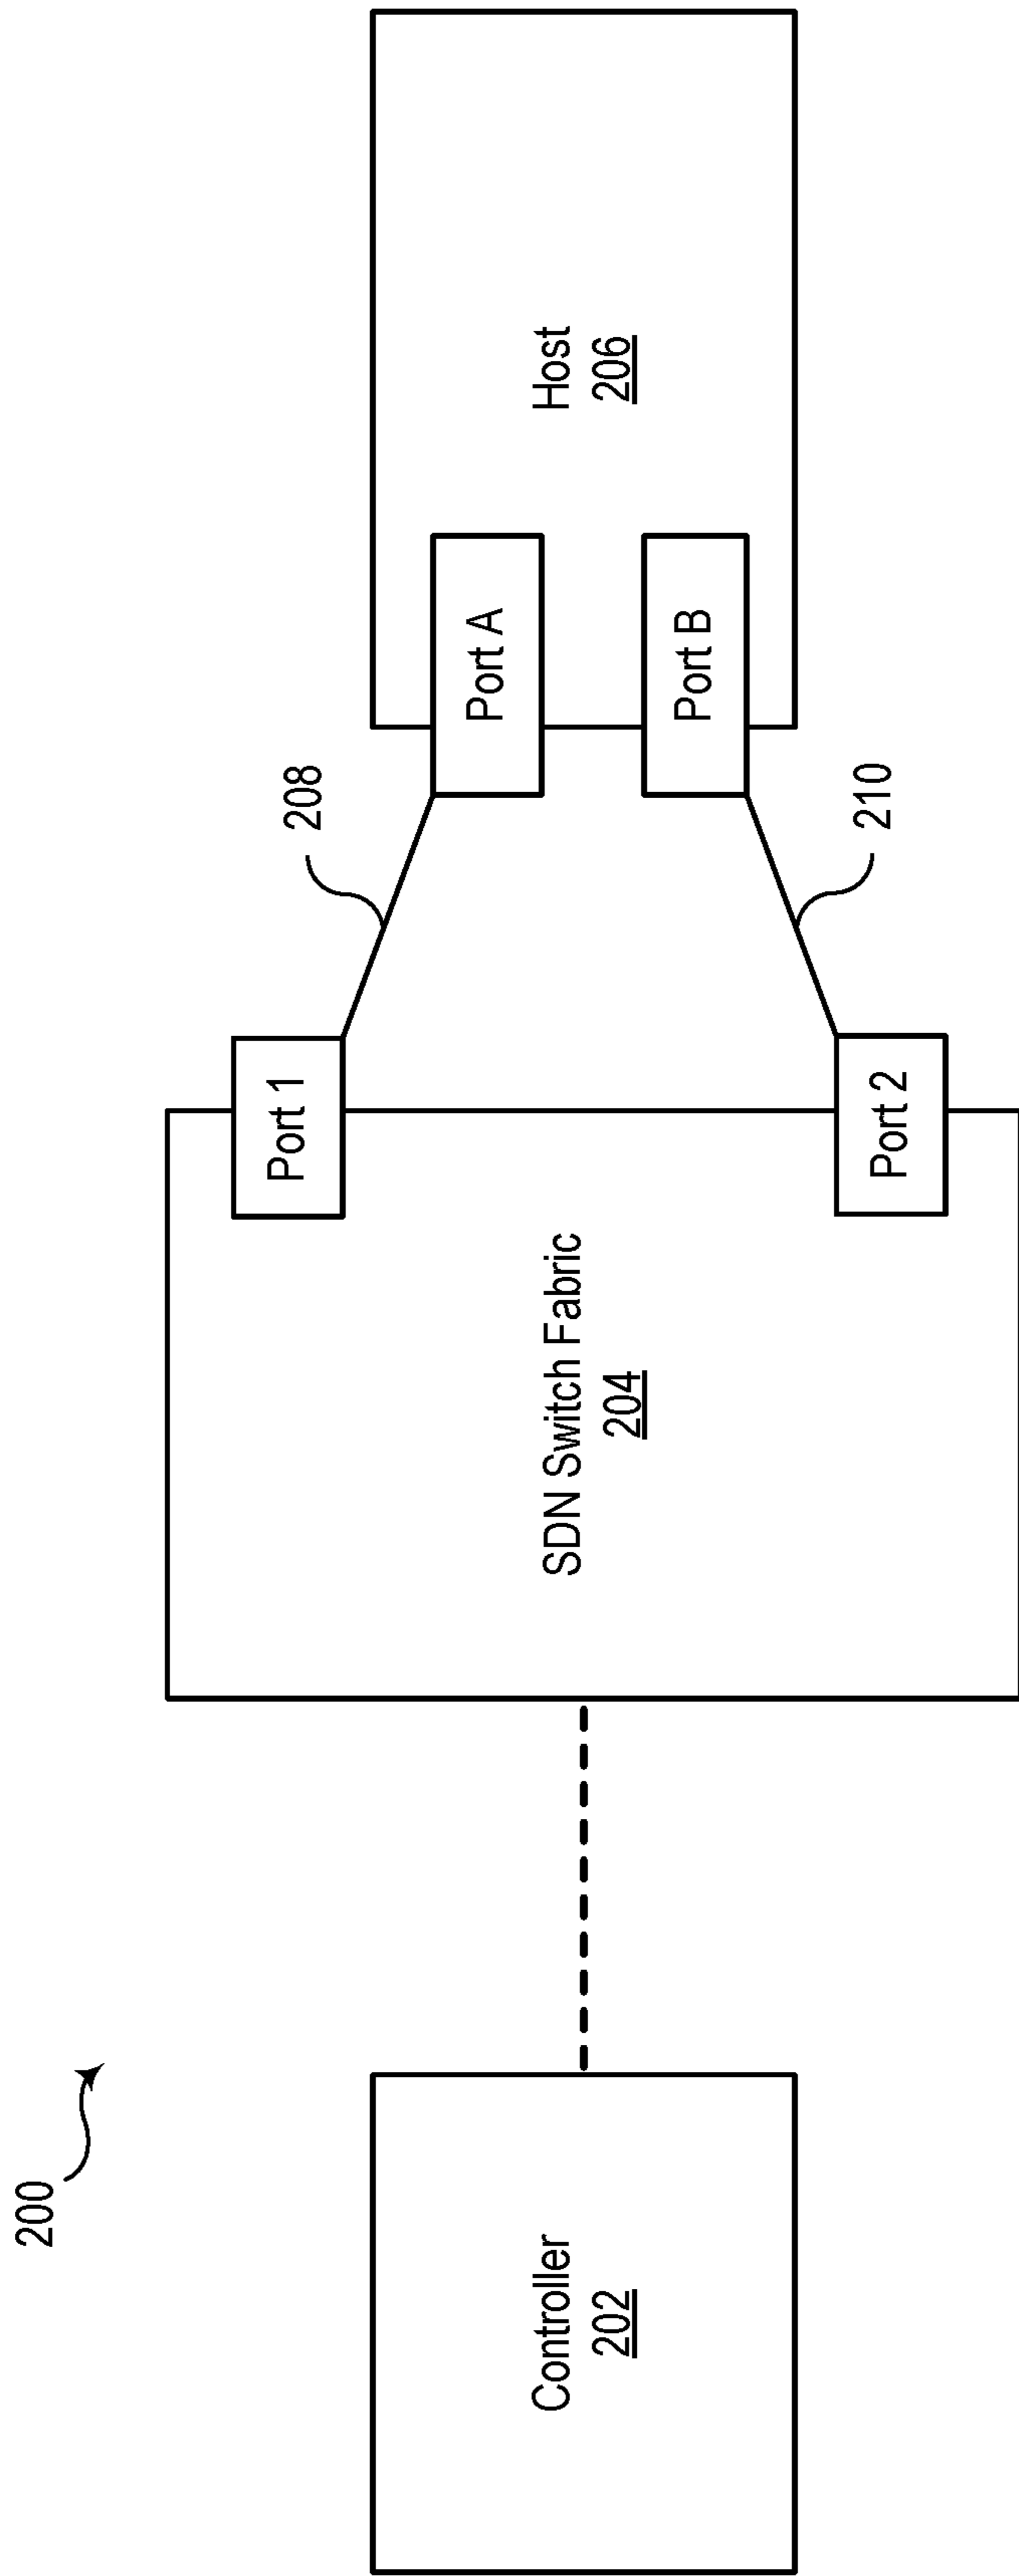 200
Controller
202
SDN Switch Fabric
204
Port 1
Port 2
208
210
Port A
Port B
Host
206